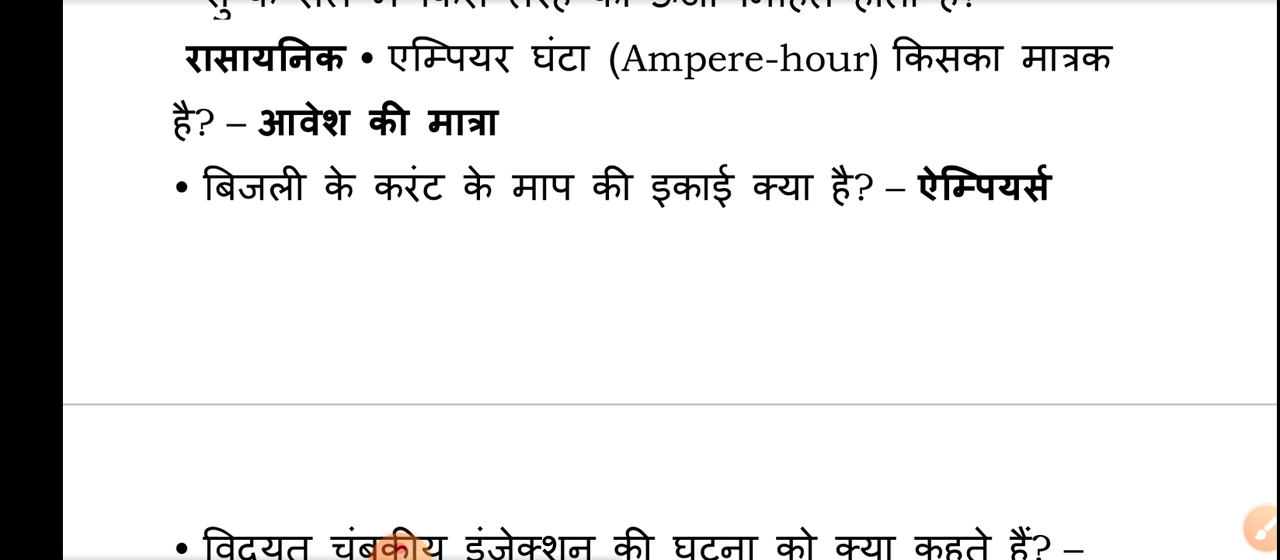 रासायनिक • एम्पियर घंटा (Ampere-hour) किसका मात्रक
है? – आवेश की मात्रा
• बिजली के करंट के माप की इकाई क्या है? – ऐम्पियर्स
• विद्युत चुंबकीय इंजेक्शन की घटना को क्या कहते हैं? –